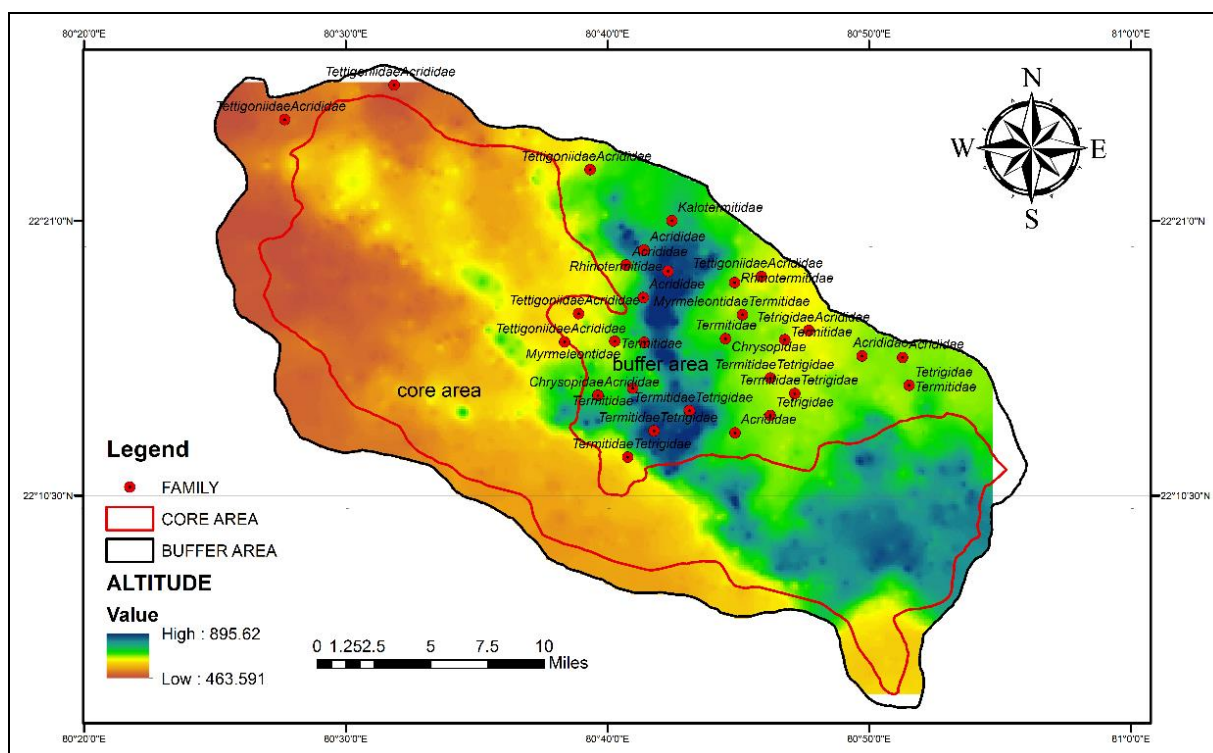 80°20'0"E 80°30'0"E 80°40'0"E 80°50'0"E 81°0'0"E
TettigoniidaeAcrididae
TettigoniidaeAcrididae
N
W E
S
TettigoniidaeAcrididae
Kalotermitidae
22°21'0"N 22°21'0"N
Acrididae
Acrididae
Rhinotermitidae TettigoniidaeAcrididae
Acrididae Rhinotermitidae
TettigoniidaeAcrididae MyrmeleontidaeTermitidae
TetrigidaeAcrididae
TettigoniidaeAcrididae Termitidae Termitidae
Myrmeleontidae Termitidae Chrysopidae Acrididae Acrididae
buffer area TermitidaeTetrigidae Tetrigidae
core area ChrysopidaeAcrididae TermitidaeTetrigidae Termitidae
Termitidae TermitidaeTetrigidae Tetrigidae
TermitidaeTetrigidae Acrididae
TermitidaeTetrigidae
Legend
FAMILY
22°10'30"N 22°10'30"N
CORE AREA
BUFFER AREA
ALTITUDE
Value
High : 895.62
0 1.252.5 5 7.5 10
Miles
Low : 463.591
80°20'0"E 80°30'0"E 80°40'0"E 80°50'0"E 81°0'0"E